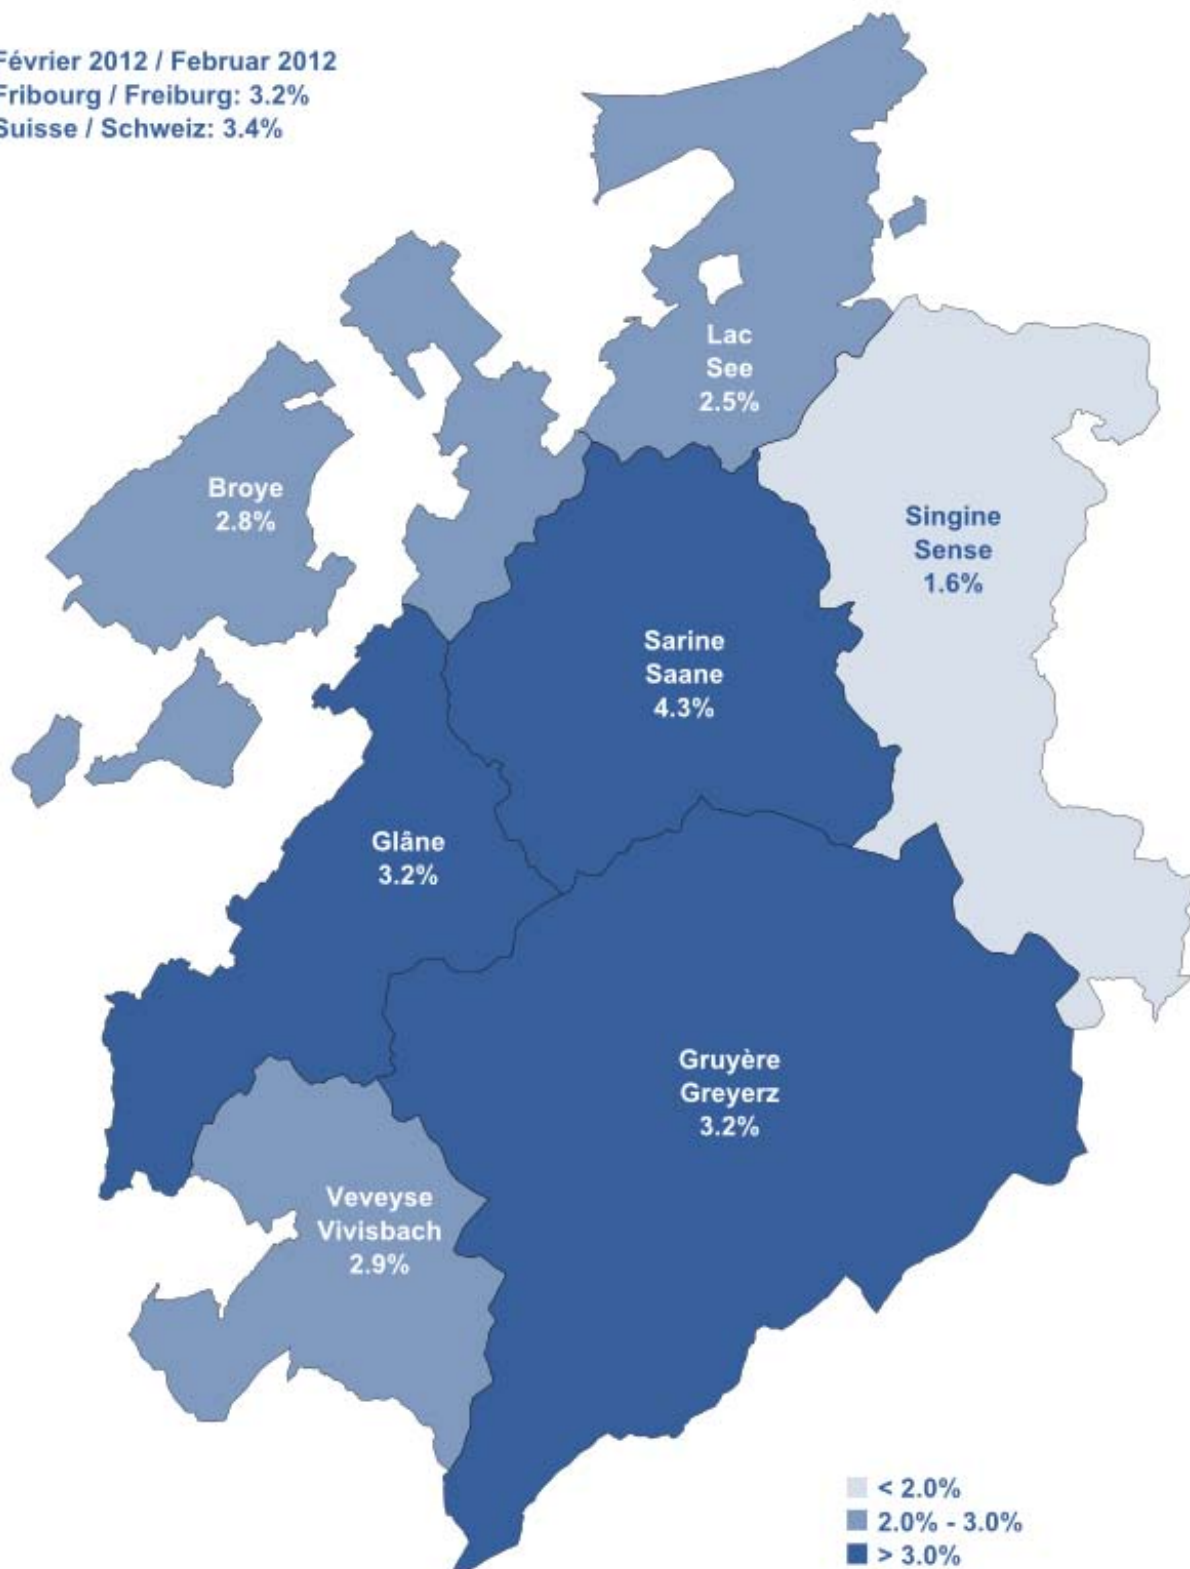 Février 2012 / Februar 2012
Fribourg / Freiburg: 3.2%
Suisse / Schweiz: 3.4%
Lac
See
2.5%
Broye
2.8%
Singine
Sense
1.6%
Sarine
Saane
4.3%
Glâne
3.2%
Gruyère
Greyerz
3.2%
Veveyse
Vivisbach
2.9%
< 2.0%
2.0% - 3.0%
> 3.0%